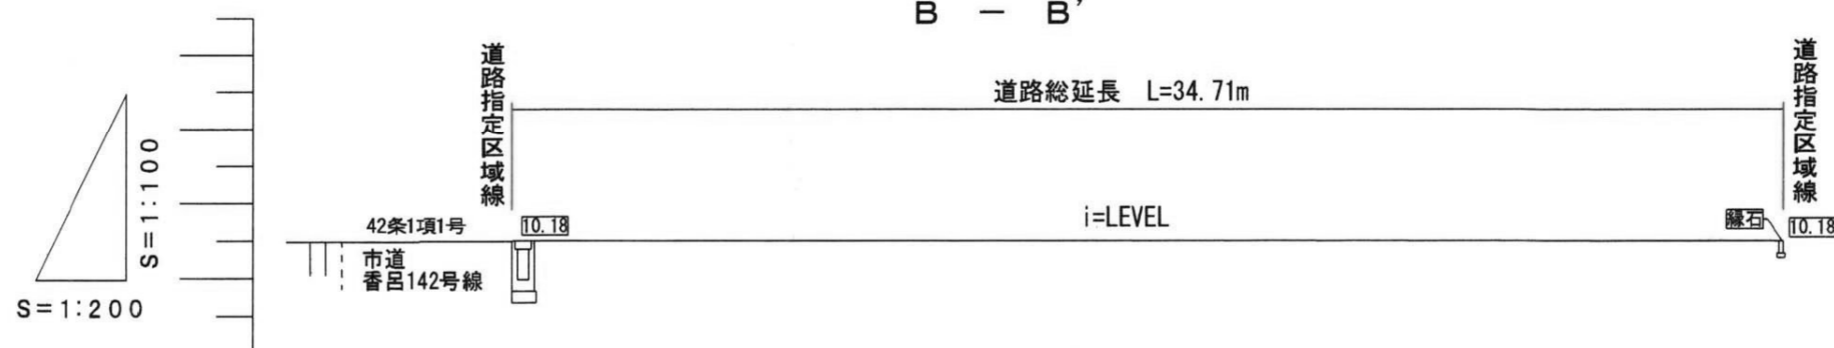 B － B’
道路指定区域線
道路総延長 L=34.71m
道路指定区域線
S=1:100
S=1:200
42条1項1号
10.18
i=LEVEL
縁石
10.18
市道
香呂142号線